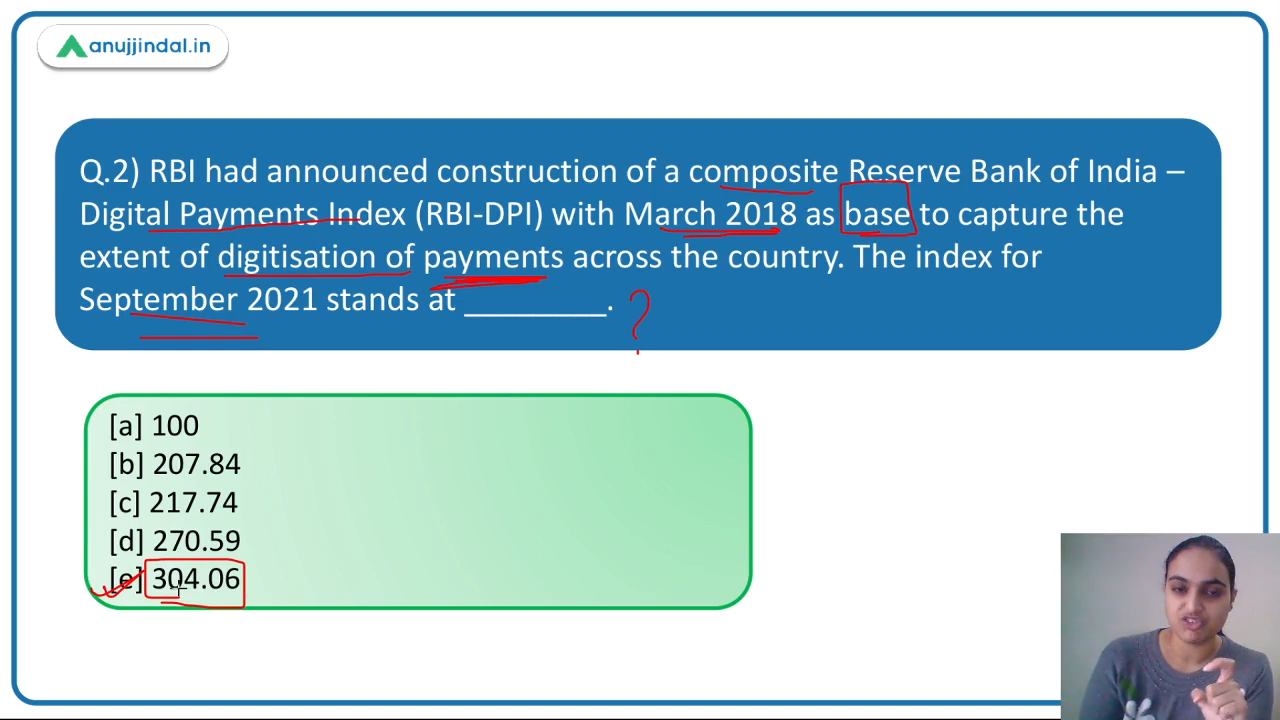 anujjindal.in
Q.2) RBI had announced construction of a composite Reserve Bank of India –
Digital Payments Index (RBI-DPI) with March 2018 as base to capture the
extent of digitisation of payments across the country. The index for
September 2021 stands at _________. ?
[a] 100
[b] 207.84
[c] 217.74
[d] 270.59
[e] 304.06